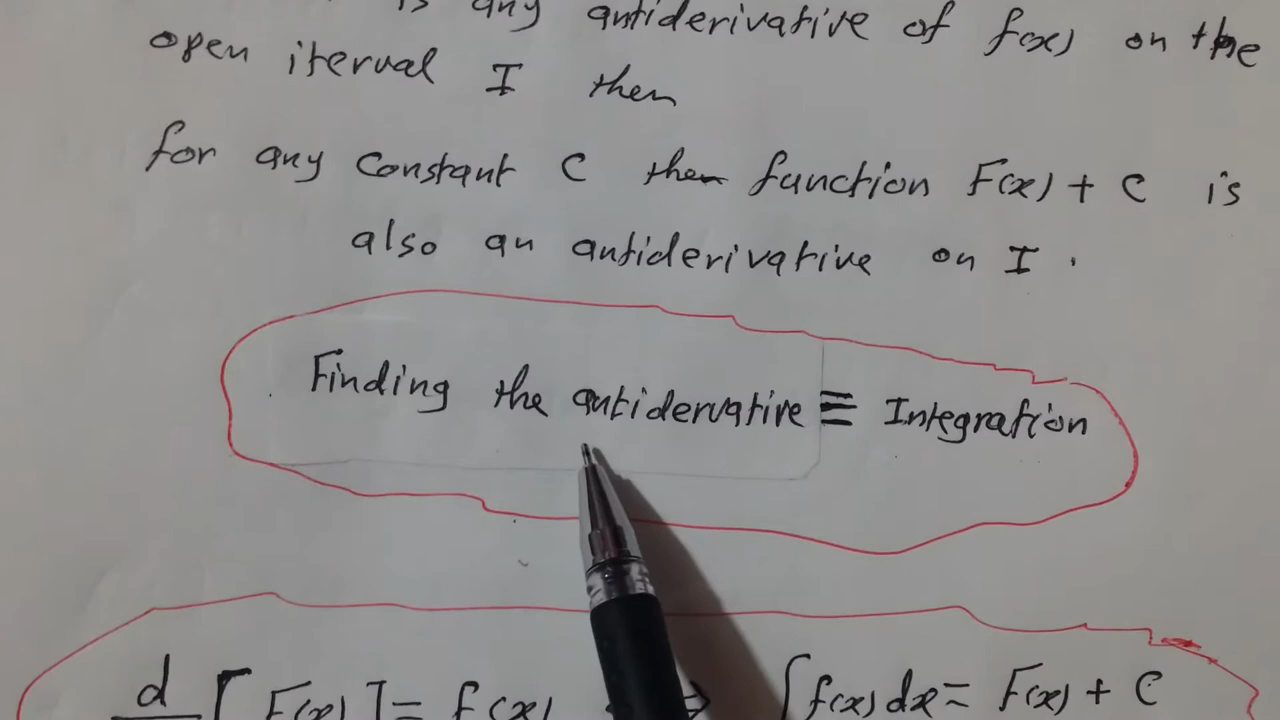 is any antiderivative of f(x) on the
open iterval I then
for any constant C then function F(x) + C is
also an antiderivative on I .
Finding the antidervative ≡ Integration
d [ F(x) ] = f(x) ∫ f(x) dx = F(x) + C